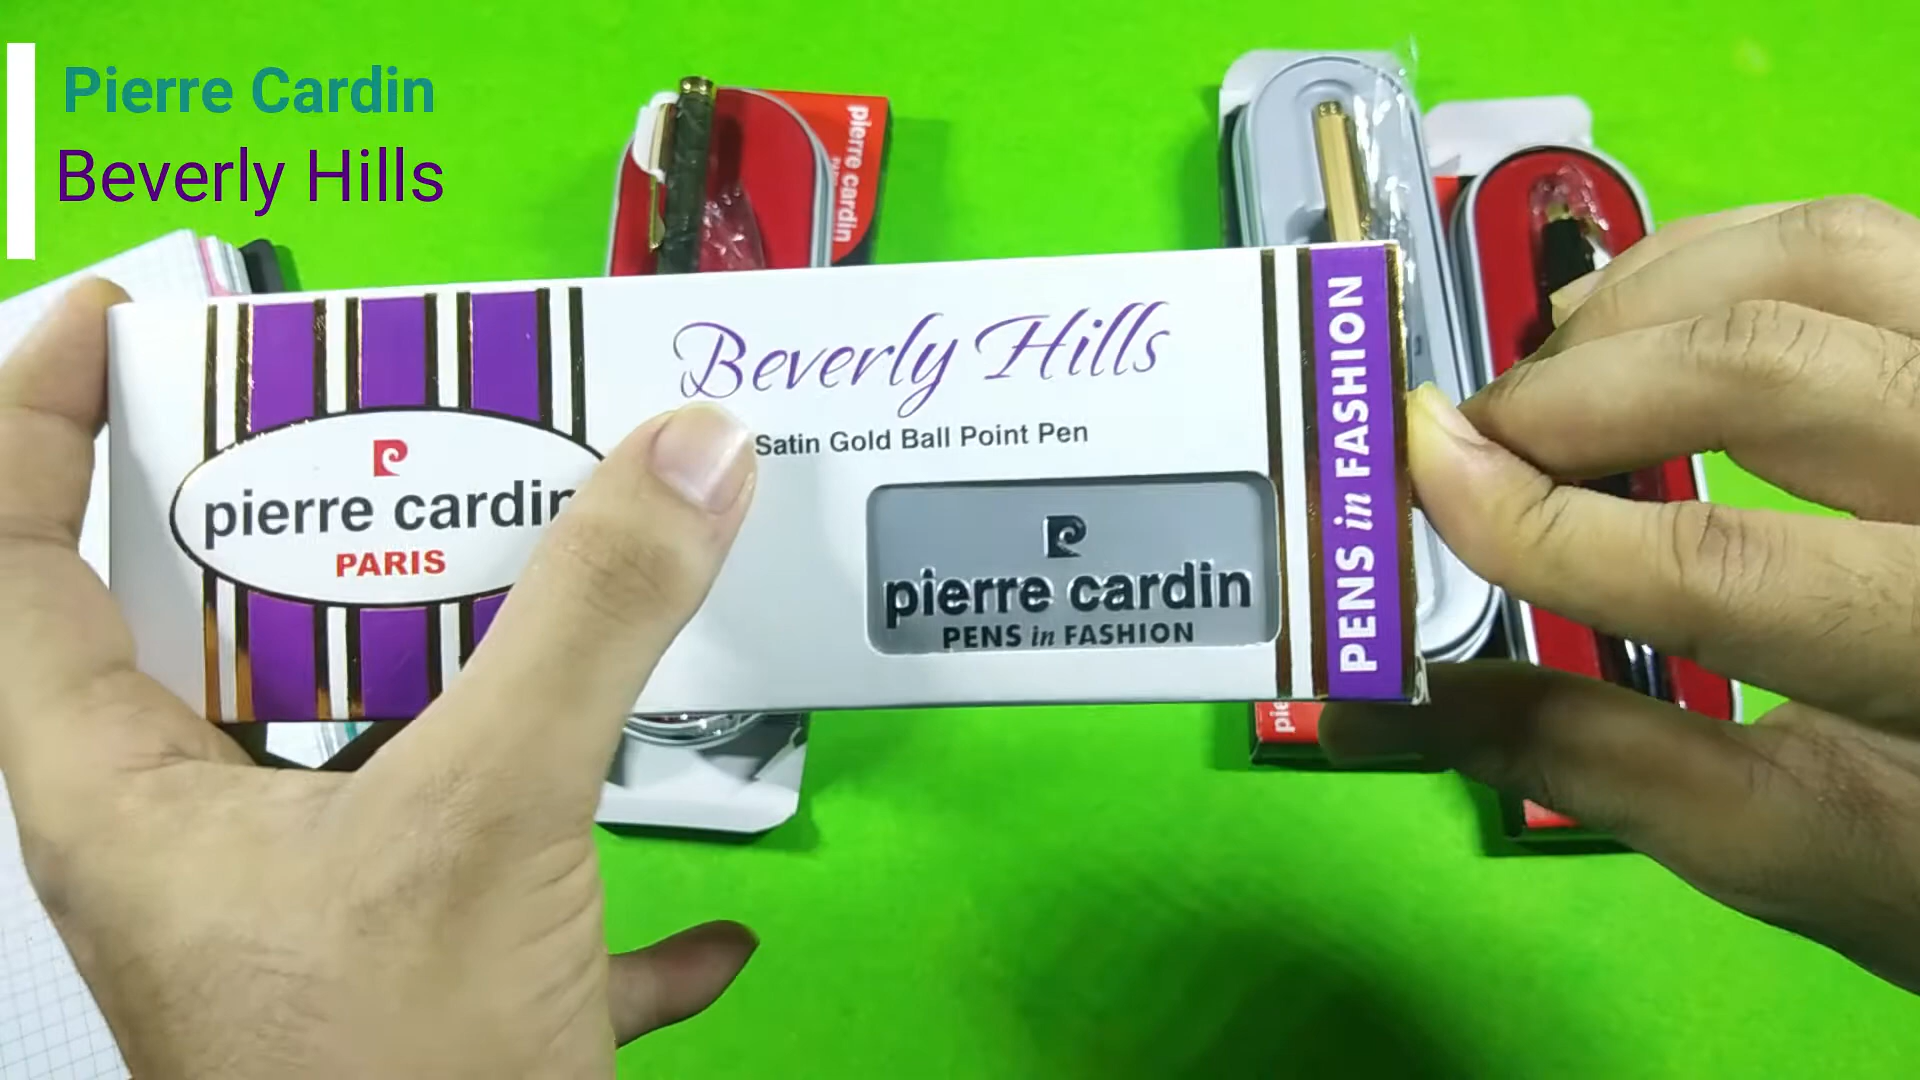 Pierre Cardin
Beverly Hills
pierre cardin
Beverly Hills
Satin Gold Ball Point Pen
pierre cardin
PARIS
pierre cardin
PENS in FASHION
PENS in FASHION